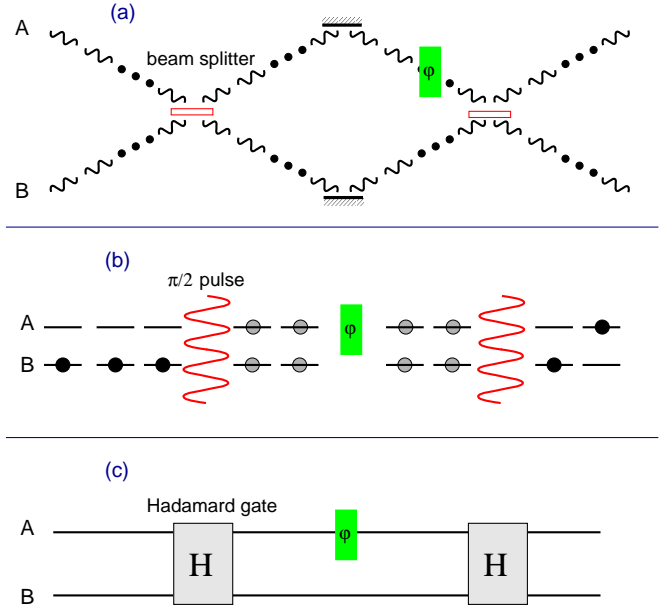 (a)
A
beam splitter
φ
B
(b)
π/2 pulse
A
φ
B
(c)
Hadamard gate
A
φ
H H
B